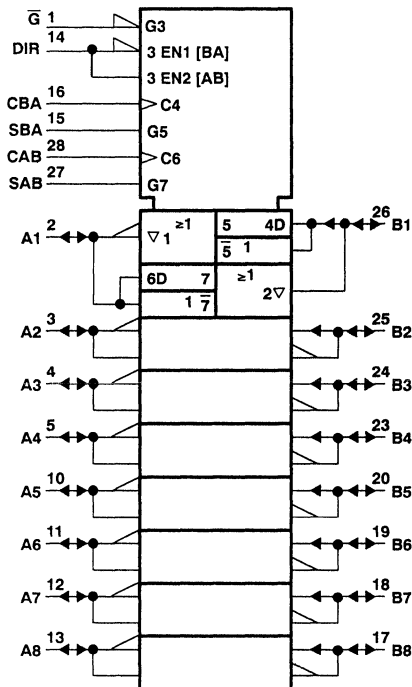 G̅ 1 G3
DIR 14 3 EN1 [BA]
3 EN2 [AB]
CBA 16 C4
SBA 15 G5
CAB 28 C6
SAB 27 G7
A1 2 ≥1 5 4D 26 B1
▽ 1 5̅ 1
6D 7 ≥1
1 7̅ 2▽
A2 3 25 B2
A3 4 24 B3
A4 5 23 B4
A5 10 20 B5
A6 11 19 B6
A7 12 18 B7
A8 13 17 B8